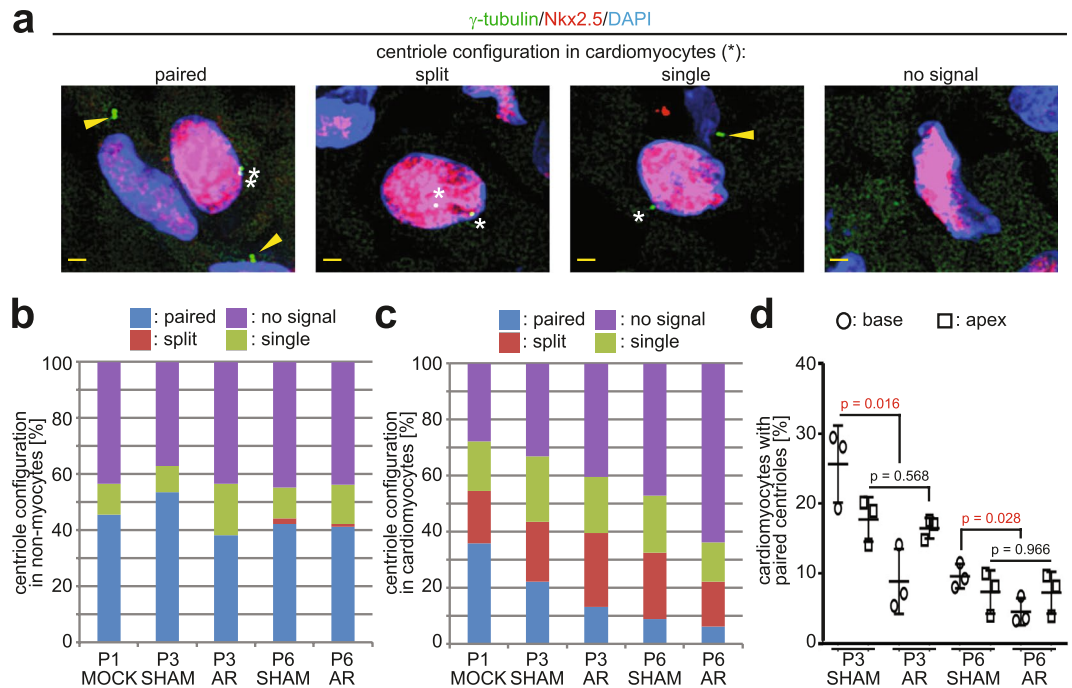 a
γ-tubulin/Nkx2.5/DAPI
centriole configuration in cardiomyocytes (*):
paired split single no signal
* * * * *
b
: paired : no signal
: split : single
centriole configuration
in non-myocytes [%]
100
80
60
40
20
0
P1 P3 P3 P6 P6
MOCK SHAM AR SHAM AR
c
: paired : no signal
: split : single
centriole configuration
in cardiomyocytes [%]
100
80
60
40
20
0
P1 P3 P3 P6 P6
MOCK SHAM AR SHAM AR
d
: base : apex
cardiomyocytes with
paired centrioles [%]
40
30
20
10
0
p = 0.016
p = 0.568
p = 0.028
p = 0.966
P3 P3 P6 P6
SHAM AR SHAM AR